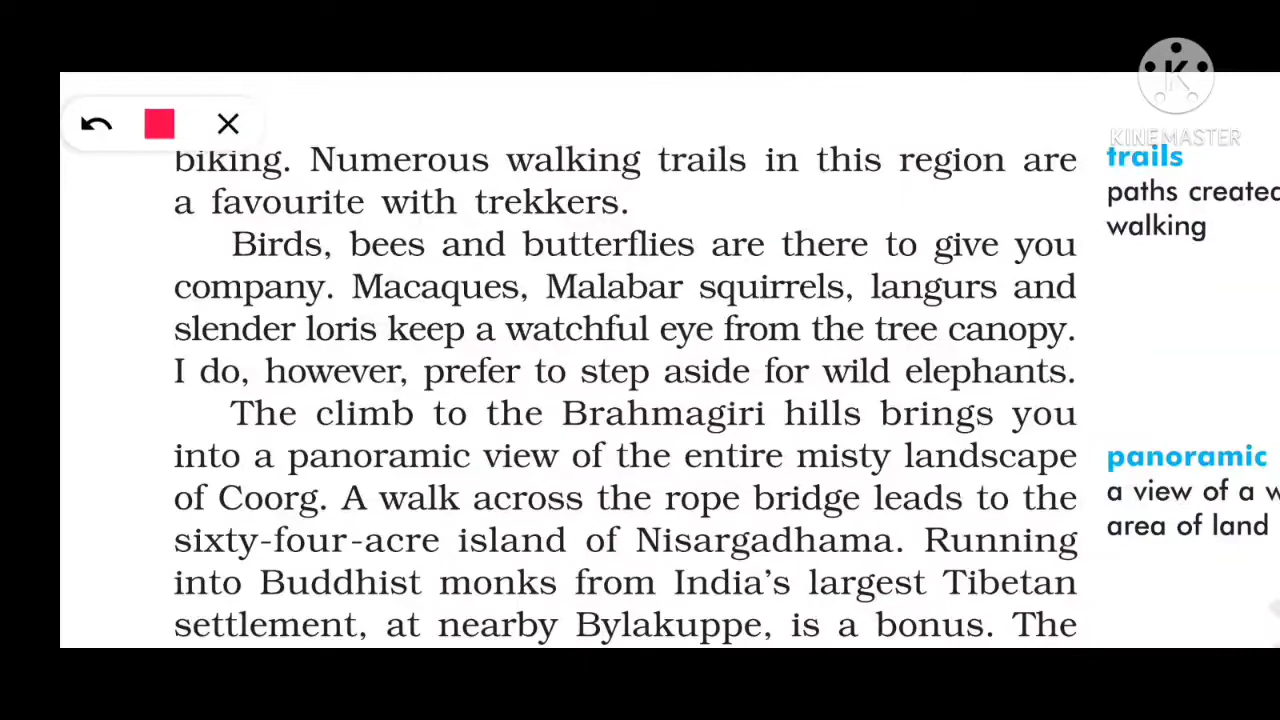 KINEMASTER
biking. Numerous walking trails in this region are
a favourite with trekkers.
Birds, bees and butterflies are there to give you
company. Macaques, Malabar squirrels, langurs and
slender loris keep a watchful eye from the tree canopy.
I do, however, prefer to step aside for wild elephants.
The climb to the Brahmagiri hills brings you
into a panoramic view of the entire misty landscape
of Coorg. A walk across the rope bridge leads to the
sixty-four-acre island of Nisargadhama. Running
into Buddhist monks from India's largest Tibetan
settlement, at nearby Bylakuppe, is a bonus. The
trails
paths created
walking
panoramic
a view of a
area of land